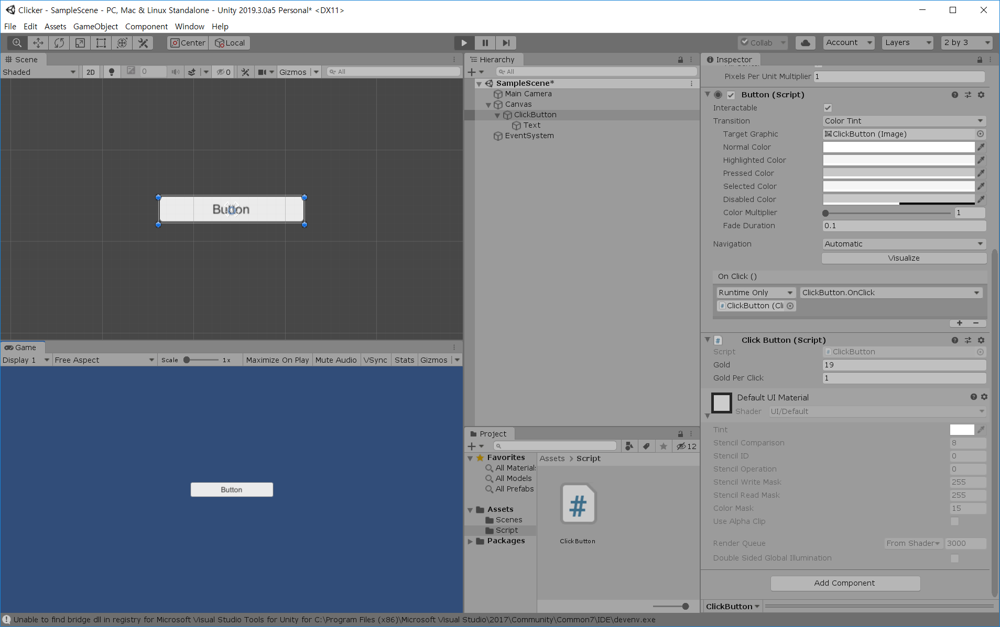 Clicker - SampleScene - PC, Mac & Linux Standalone - Unity 2019.3.0a5 Personal* <DX11>
File Edit Assets GameObject Component Window Help
Center Local
Collab Account Layers 2 by 3
Scene
Shaded 2D 0 0 Gizmos All
Button
Game
Display 1 Free Aspect Scale 1x Maximize On Play Mute Audio VSync Stats Gizmos
Button
Hierarchy
All
SampleScene*
Main Camera
Canvas
ClickButton
Text
EventSystem
Project
12
Favorites
All Materials
All Models
All Prefabs
Assets
Scenes
Script
Packages
Assets > Script
#
ClickButton
Inspector
Pixels Per Unit Multiplier 1
Button (Script)
Interactable
Transition Color Tint
Target Graphic ClickButton (Image)
Normal Color
Highlighted Color
Pressed Color
Selected Color
Disabled Color
Color Multiplier 1
Fade Duration 0.1
Navigation Automatic
Visualize
On Click ()
Runtime Only ClickButton.OnClick
# ClickButton (Cli
# Click Button (Script)
Script # ClickButton
Gold 19
Gold Per Click 1
Default UI Material
Shader UI/Default
Tint
Stencil Comparison 8
Stencil ID 0
Stencil Operation 0
Stencil Write Mask 255
Stencil Read Mask 255
Color Mask 15
Use Alpha Clip
Render Queue From Shader 3000
Double Sided Global Illumination
Add Component
ClickButton
Unable to find bridge dll in registry for Microsoft Visual Studio Tools for Unity for C:\Program Files (x86)\Microsoft Visual Studio\2017\Community\Common7\IDE\devenv.exe